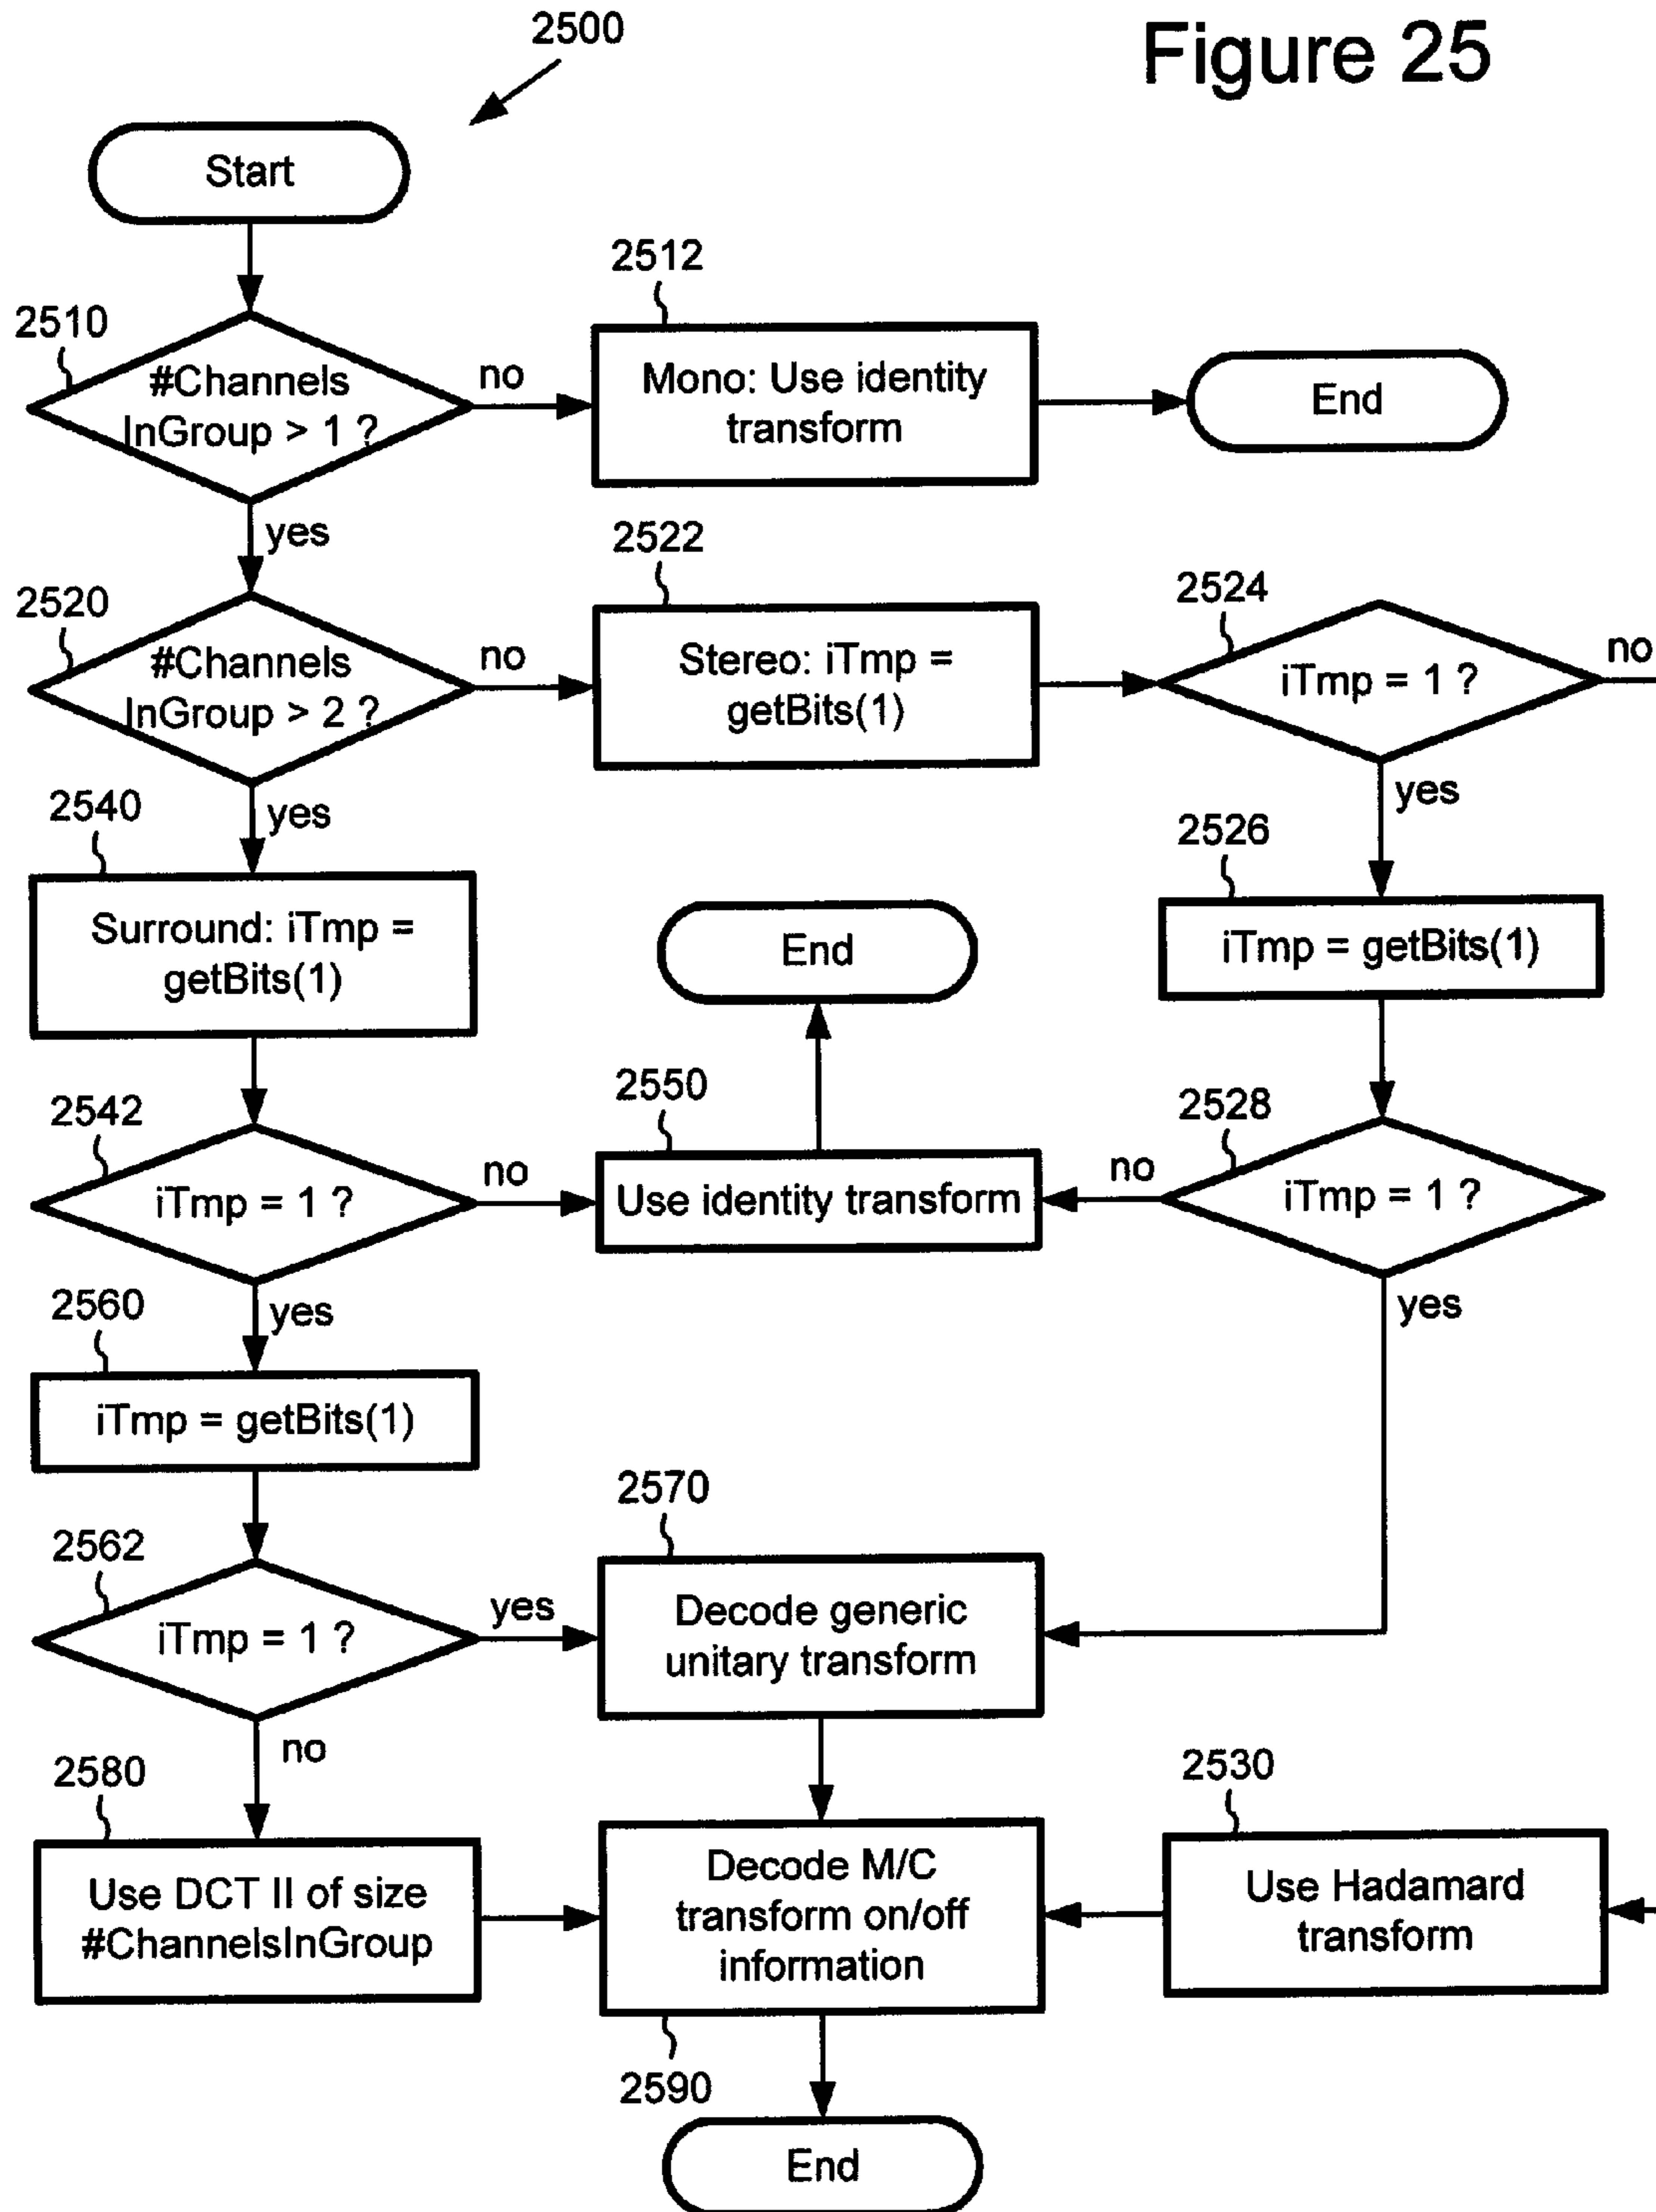 Figure 25
2500
Start
2510
#Channels
InGroup > 1 ?
no
2512
Mono: Use identity
transform
End
yes
2520
#Channels
InGroup > 2 ?
no
2522
Stereo: iTmp =
getBits(1)
2524
iTmp = 1 ?
no
yes
2526
iTmp = getBits(1)
2528
iTmp = 1 ?
no
yes
yes
2540
Surround: iTmp =
getBits(1)
2542
iTmp = 1 ?
no
2550
Use identity transform
End
yes
2560
iTmp = getBits(1)
2562
iTmp = 1 ?
yes
2570
Decode generic
unitary transform
no
2580
Use DCT II of size
#ChannelsInGroup
Decode M/C
transform on/off
information
2590
2530
Use Hadamard
transform
End